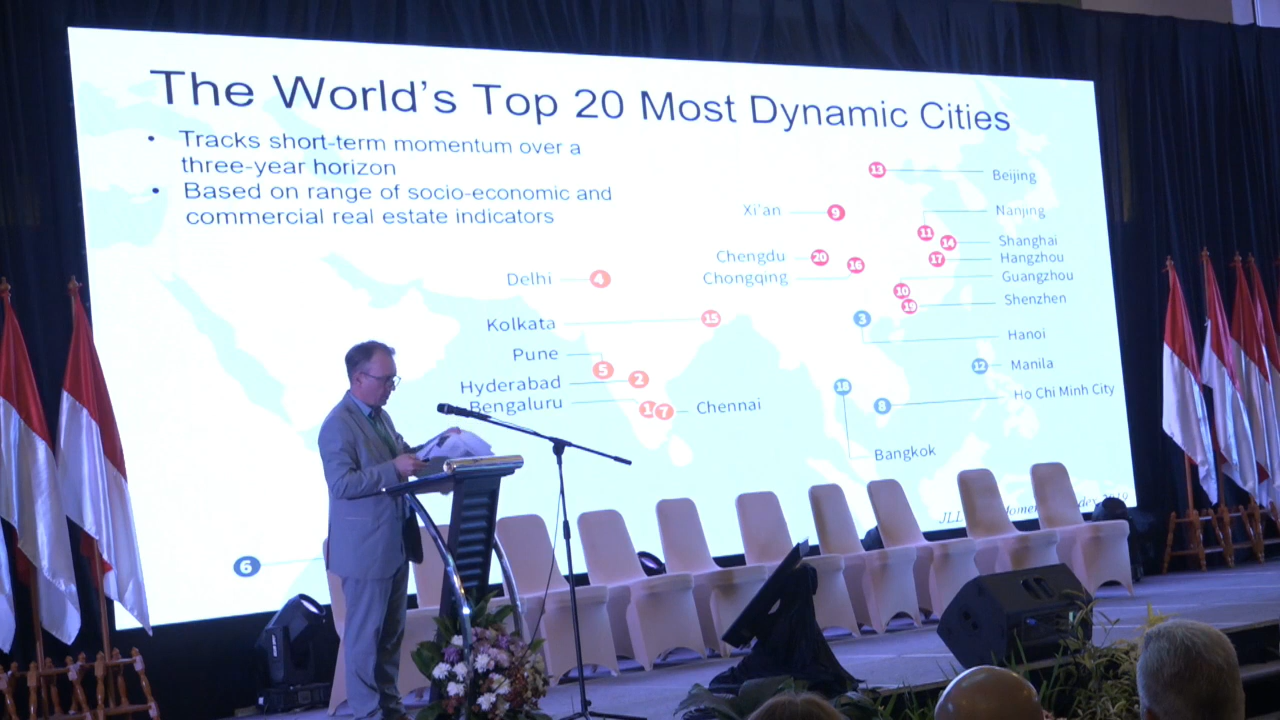 The World's Top 20 Most Dynamic Cities
• Tracks short-term momentum over a
three-year horizon
• Based on range of socio-economic and
commercial real estate indicators
13 Beijing
Xi'an 9
Nanjing
11
14 Shanghai
Chengdu 20
17 Hangzhou
Chongqing 16
Guangzhou
Delhi 4
10
19 Shenzhen
Kolkata 15
3
Hanoi
Pune
5
12 Manila
Hyderabad 2
18
Ho Chi Minh City
8
Bengaluru 1
7 Chennai
Bangkok
JLL
2019
6